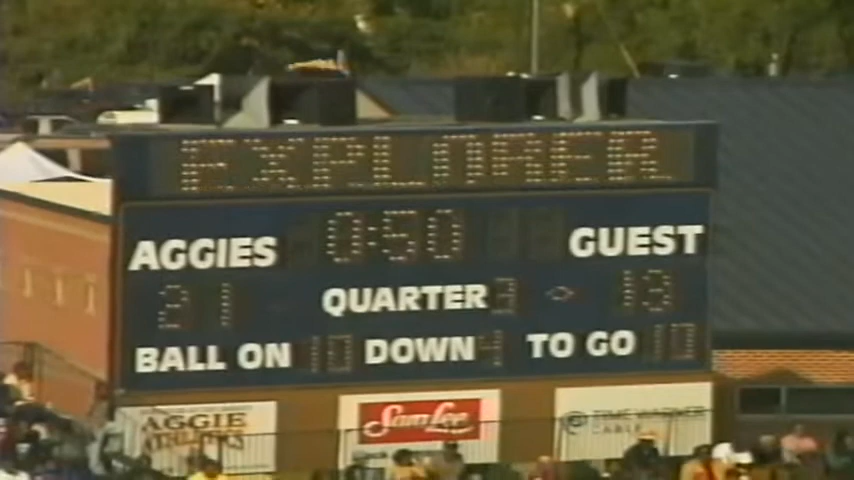 EXPLORER
AGGIES 0:50 GUEST
31 QUARTER 3 13
BALL ON 10 DOWN 4 TO GO 10
AGGIE ATHLETICS
Sara Lee
TIME WARNER CABLE